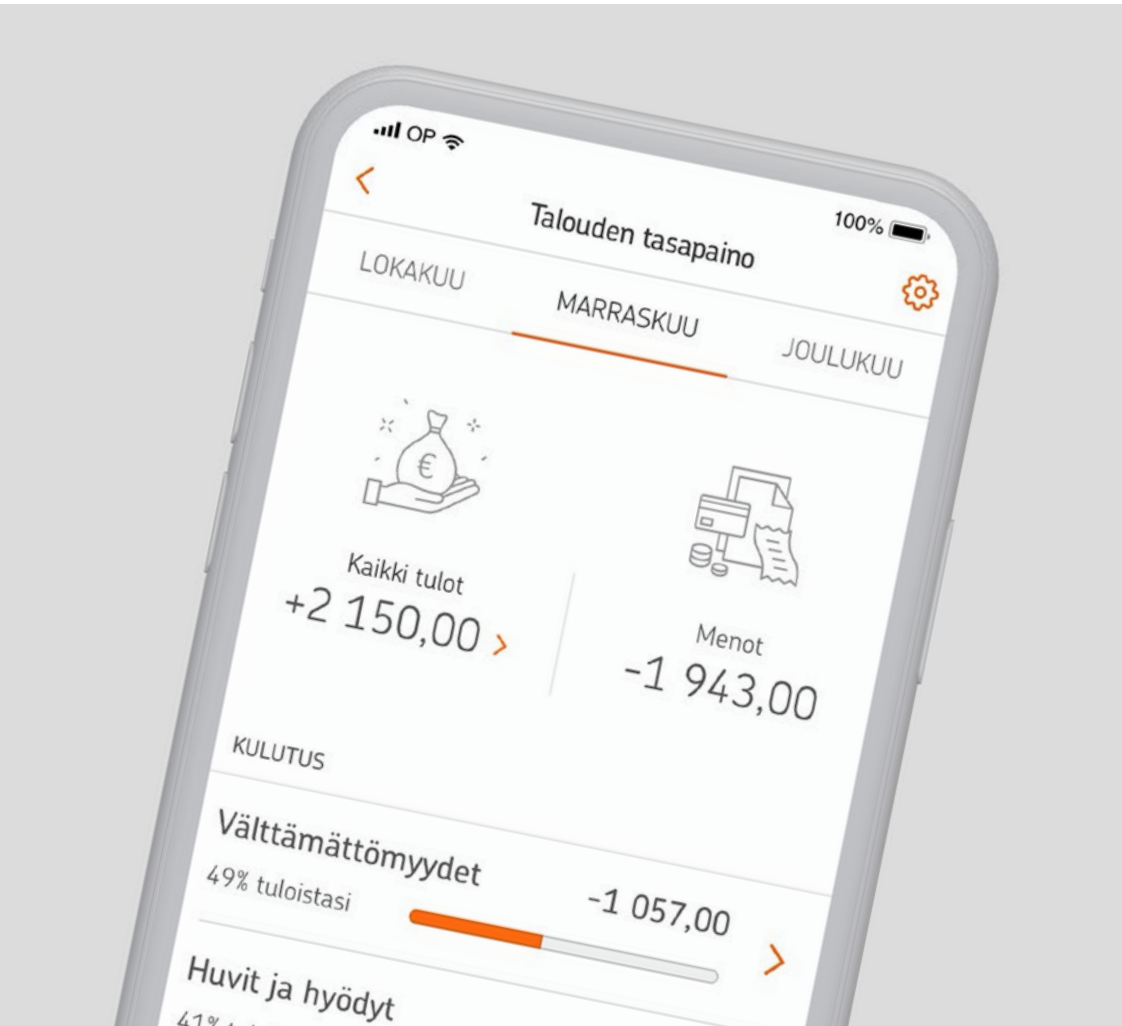 OP
100%
Talouden tasapaino
LOKAKUU
MARRASKUU
JOULUKUU
€
Kaikki tulot
+2 150,00
Menot
-1 943,00
KULUTUS
Välttämättömyydet
49% tuloistasi
-1 057,00
Huvit ja hyödyt
41%